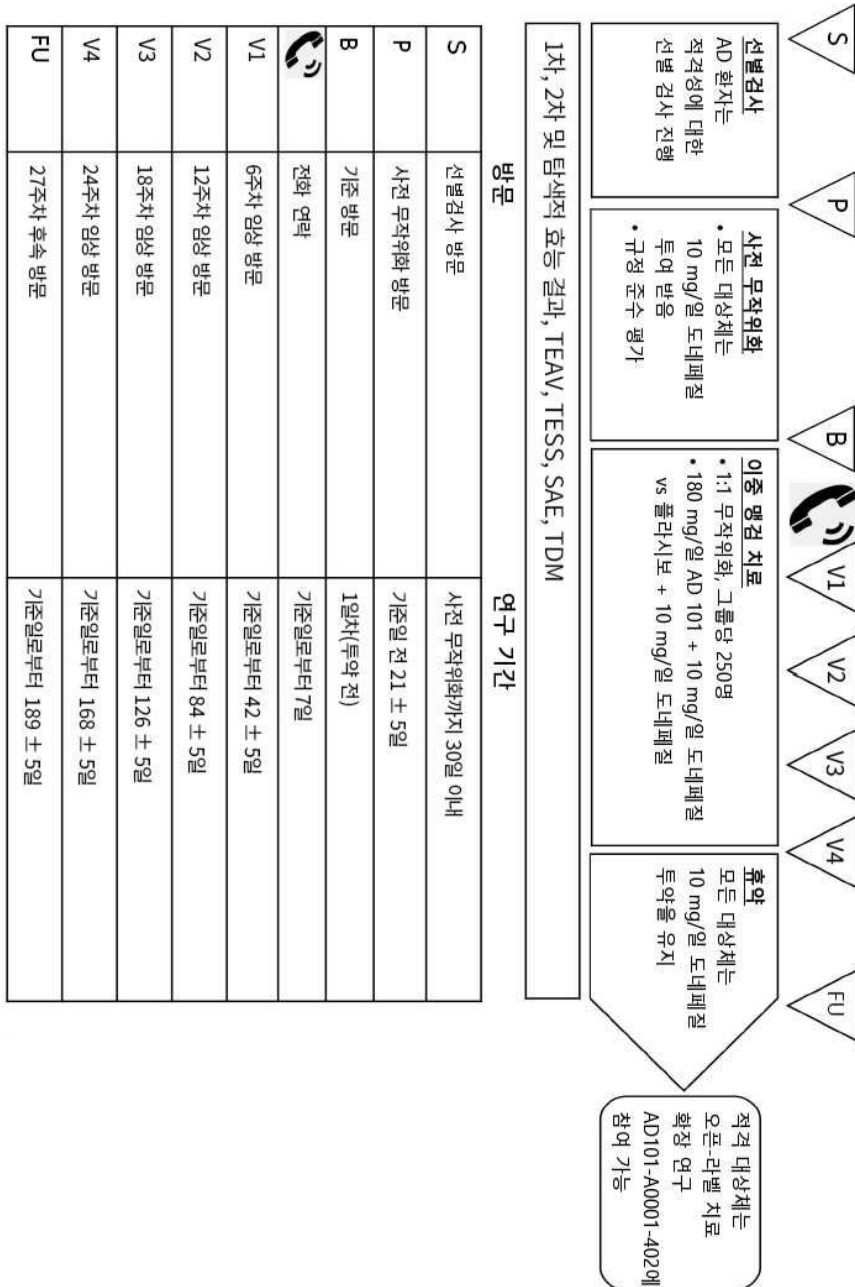 S
P
B
V1
V2
V3
V4
FU
선별검사
AD 환자는
적격성에 대한
선별 검사 진행
사전 무작위화
• 모든 대상체는
10 mg/일 도네페질
투여 받음
• 규정 준수 평가
이중 맹검 치료
• 1:1 무작위화, 그룹당 250명
• 180 mg/일 AD 101 + 10 mg/일 도네페질
vs 플라시보 + 10 mg/일 도네페질
휴약
모든 대상체는
10 mg/일 도네페질
투약을 유지
적격 대상체는
오픈-라벨 치료
확장 연구
AD101-A0001-402에
참여 가능
1차, 2차 및 탐색적 효능 결과, TEAV, TESS, SAE, TDM
방문 연구 기간
S 선별검사 방문 사전 무작위화까지 30일 이내
P 사전 무작위화 방문 기준일 전 21 ± 5일
B 기준 방문 1일차(투약 전)
전화 연락 기준일로부터 7일
V1 6주차 임상 방문 기준일로부터 42 ± 5일
V2 12주차 임상 방문 기준일로부터 84 ± 5일
V3 18주차 임상 방문 기준일로부터 126 ± 5일
V4 24주차 임상 방문 기준일로부터 168 ± 5일
FU 27주차 후속 방문 기준일로부터 189 ± 5일